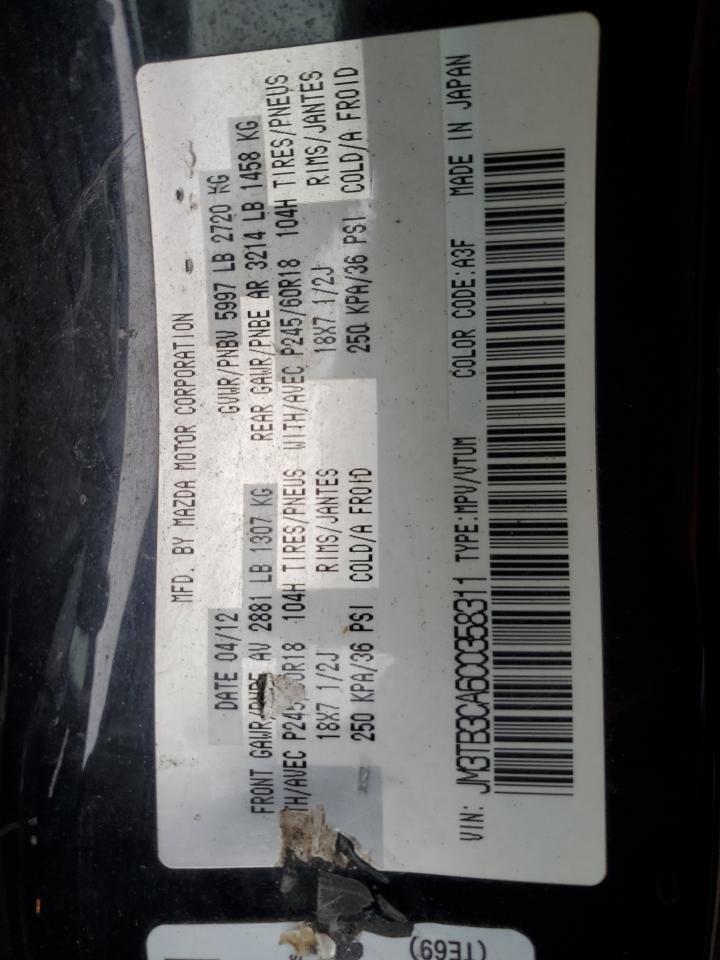 MFD. BY MAZDA MOTOR CORPORATION
DATE 04/12 GVWR/PNBV 5997 LB 2720 KG
FRONT GAWR/PNBE AV 2881 LB 1307 KG REAR GAWR/PNBE AR 3214 LB 1458 KG
TH/AVEC P245/60R18 104H TIRES/PNEUS WITH/AVEC P245/60R18 104H TIRES/PNEUS
18X7 1/2J RIMS/JANTES 18X7 1/2J RIMS/JANTES
250 KPA/36 PSI COLD/A FROID 250 KPA/36 PSI COLD/A FROID
VIN: JM3TB3CA6C0358311 TYPE:MPV/VTUM COLOR CODE:A3F MADE IN JAPAN
(TE69)